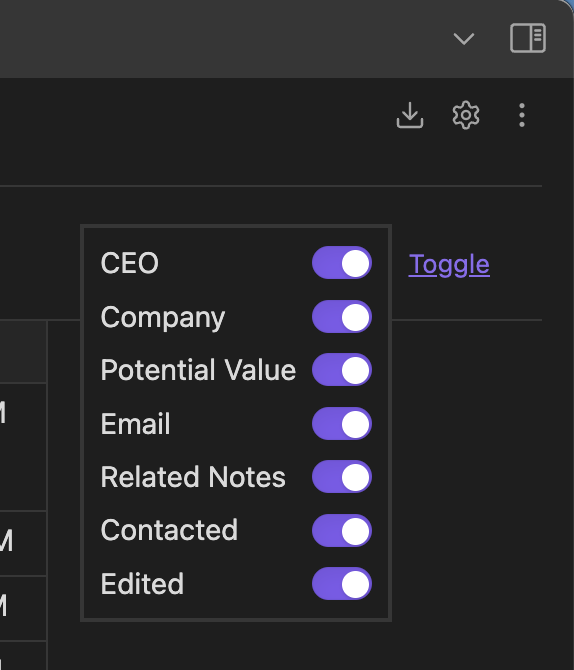 CEO
Toggle
Company
Potential Value
Email
Related Notes
Contacted
Edited
M